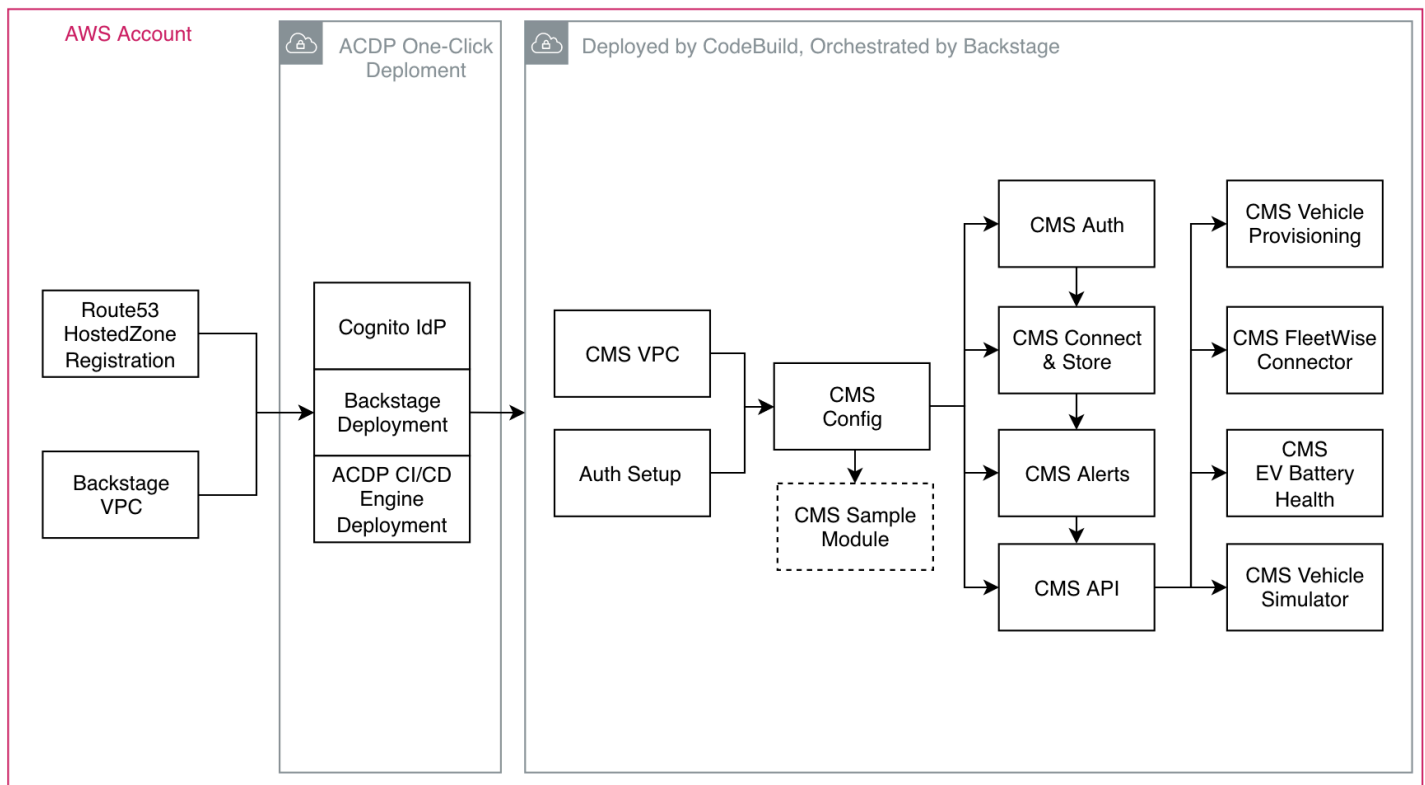 AWS Account
ACDP One-Click
Deploment
Deployed by CodeBuild, Orchestrated by Backstage
Route53
HostedZone
Registration
Backstage
VPC
Cognito IdP
Backstage
Deployment
ACDP CI/CD
Engine
Deployment
CMS VPC
Auth Setup
CMS
Config
CMS Sample
Module
CMS Auth
CMS Connect
& Store
CMS Alerts
CMS API
CMS Vehicle
Provisioning
CMS FleetWise
Connector
CMS
EV Battery
Health
CMS Vehicle
Simulator